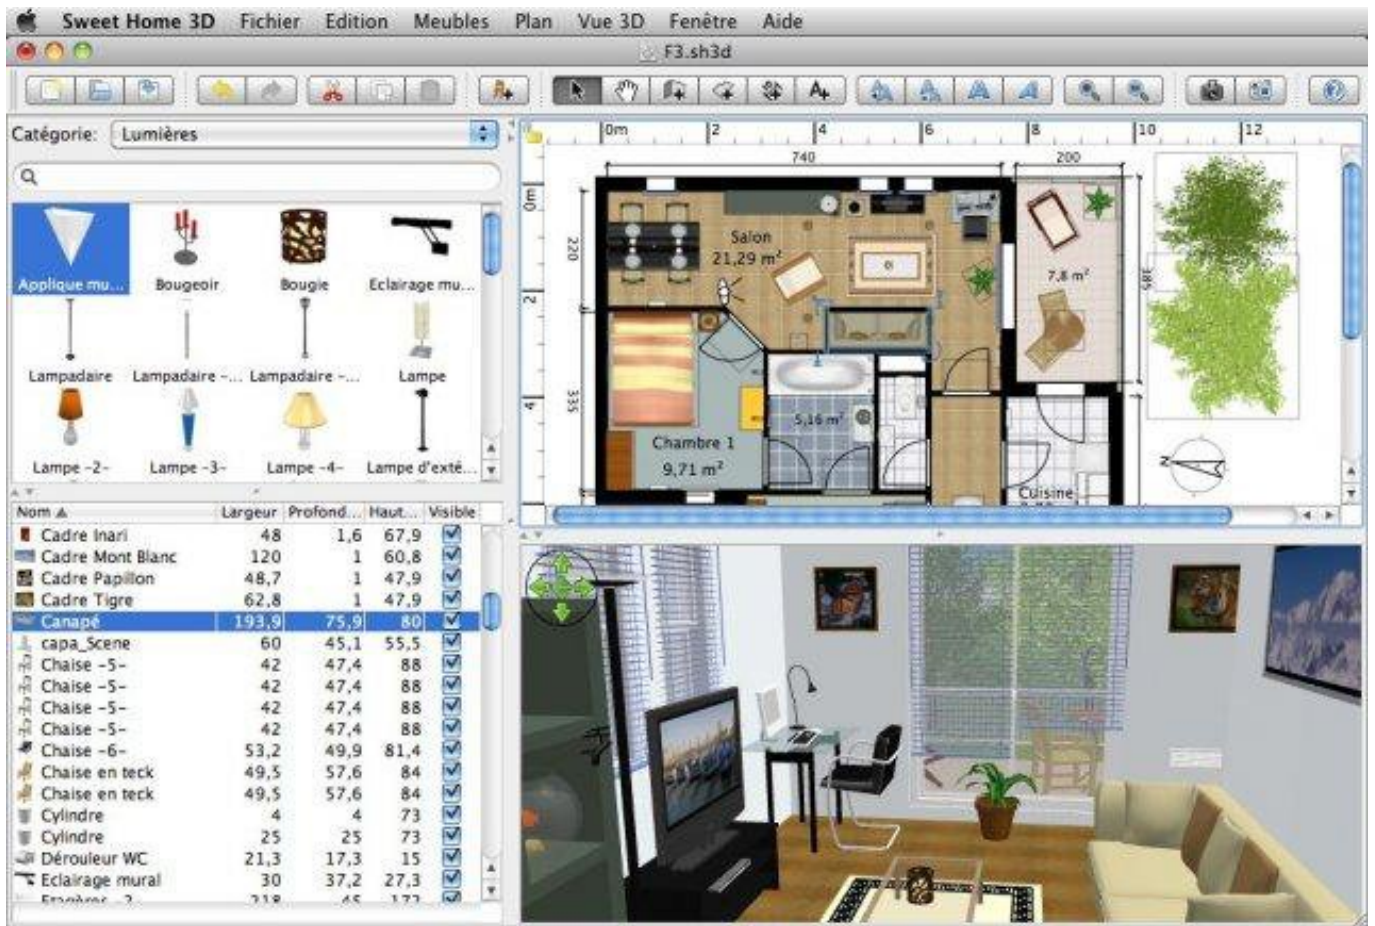 Sweet Home 3D Fichier Edition Meubles Plan Vue 3D Fenêtre Aide
F3.sh3d
Catégorie: Lumières
Applique mu... Bougeoir Bougie Eclairage mu...
Lampadaire Lampadaire -... Lampadaire -... Lampe
Lampe -2- Lampe -3- Lampe -4- Lampe d'exté...
Nom Largeur Profond... Haut... Visible
Cadre Inari 48 1,6 67,9
Cadre Mont Blanc 120 1 60,8
Cadre Papillon 48,7 1 47,9
Cadre Tigre 62,8 1 47,9
Canapé 193,9 75,9 80
capa_Scene 60 45,1 55,5
Chaise -5- 42 47,4 88
Chaise -5- 42 47,4 88
Chaise -5- 42 47,4 88
Chaise -5- 42 47,4 88
Chaise -6- 53,2 49,9 81,4
Chaise en teck 49,5 57,6 84
Chaise en teck 49,5 57,6 84
Cylindre 4 4 73
Cylindre 25 25 73
Dérouleur WC 21,3 17,3 15
Eclairage mural 30 37,2 27,3
0m 2 4 6 8 10 12
740 200
0m
2
4
220
335
385
Salon
21,29 m²
7,8 m²
5,16 m²
Chambre 1
9,71 m²
Cuisine
N